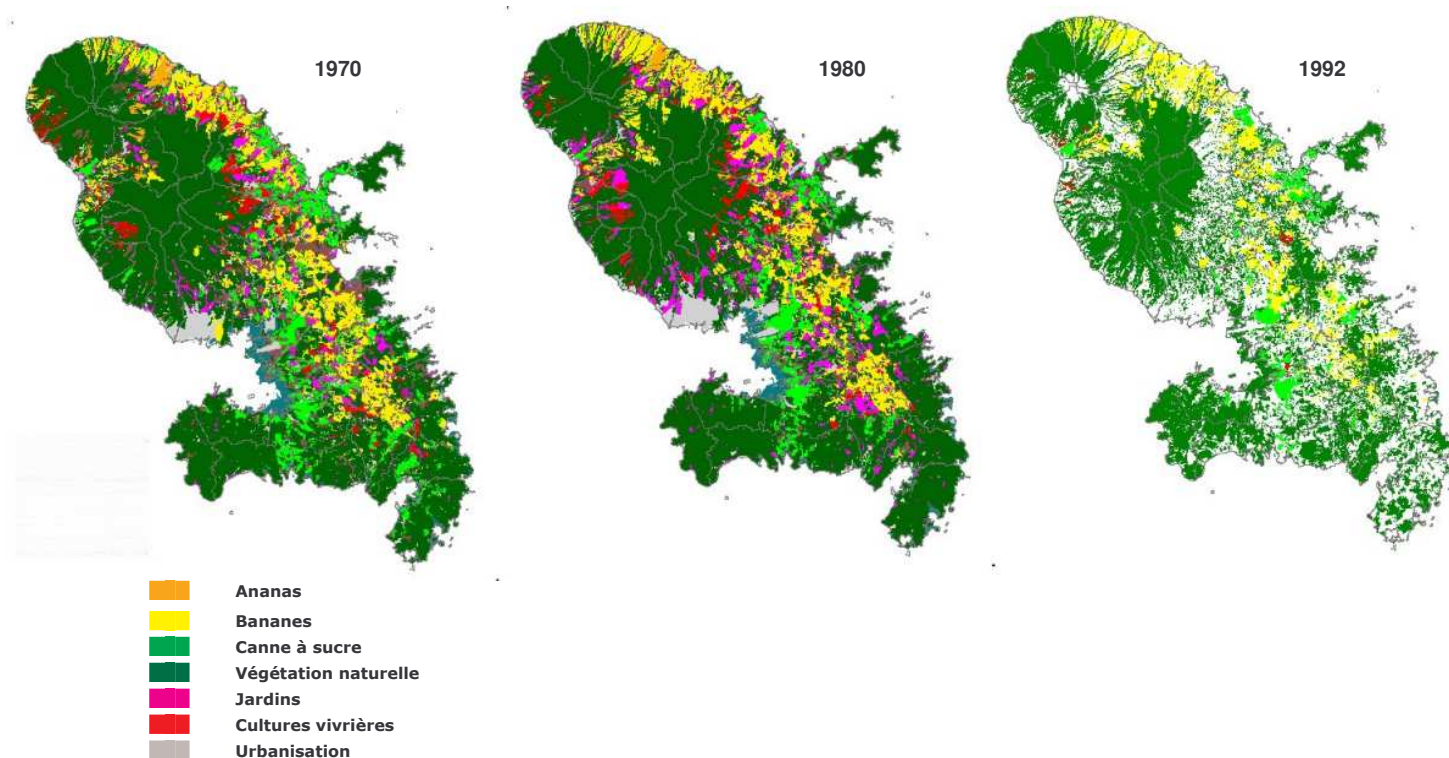 1970
1980
1992
Ananas
Bananes
Canne à sucre
Végétation naturelle
Jardins
Cultures vivrières
Urbanisation